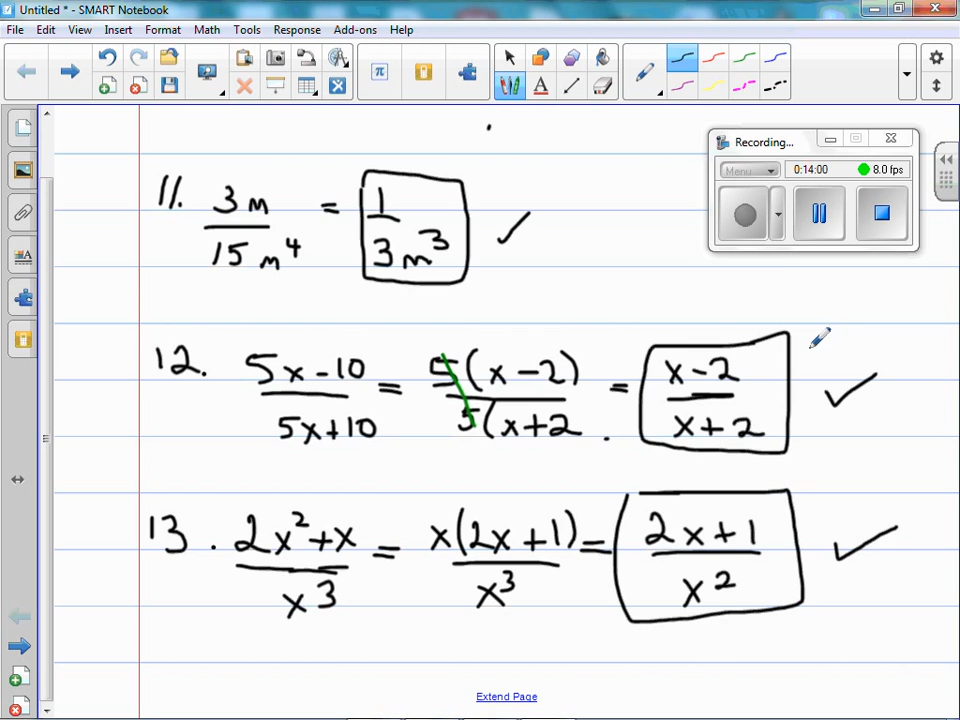 Untitled * - SMART Notebook
File Edit View Insert Format Math Tools Response Add-ons Help
Recording...
Menu 0:14:00 8.0 fps
11. 3m / 15m⁴ = 1 / 3m³ ✓
12. 5x-10 / 5x+10 = 5(x-2) / 5(x+2 . = x-2 / x+2 ✓
13. 2x²+x / x³ = x(2x+1) / x³ = 2x+1 / x² ✓
Extend Page